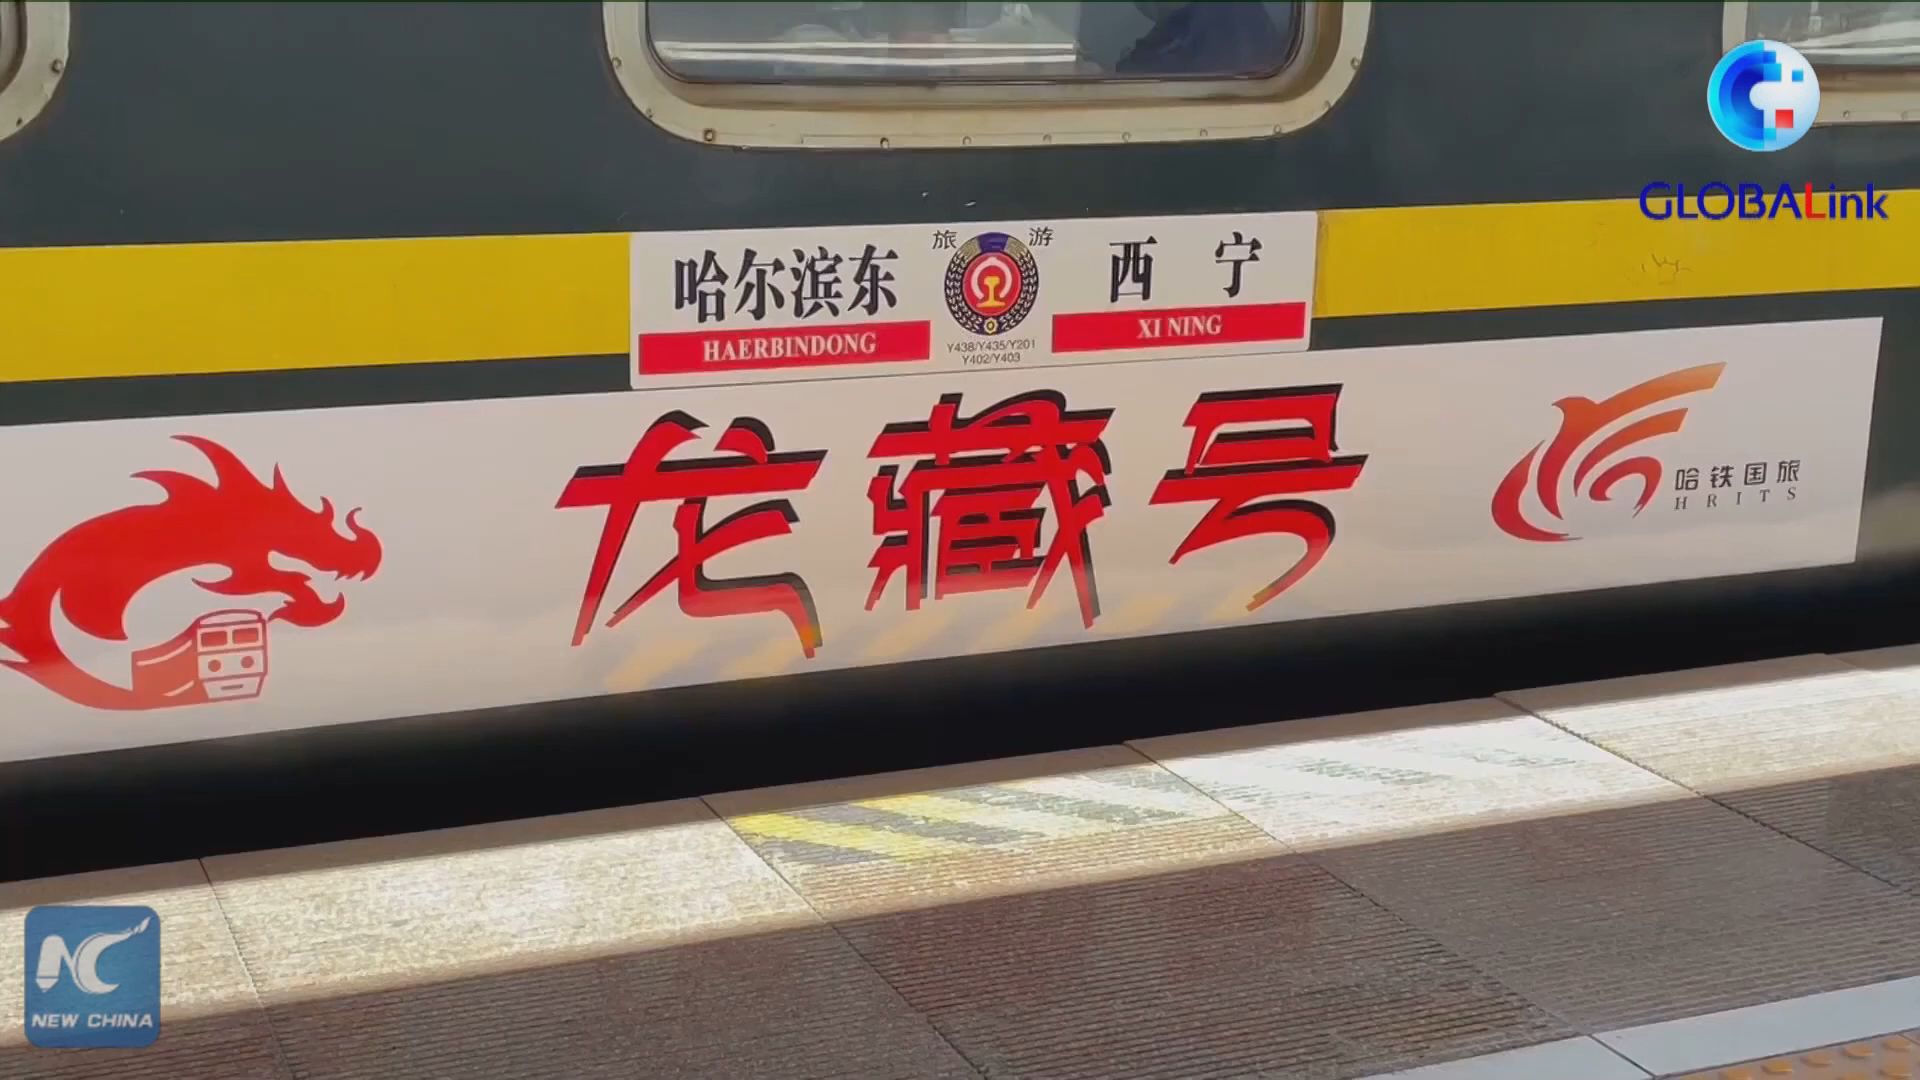 GLOBALink
旅 游
哈尔滨东
西 宁
HAERBINDONG
XI NING
Y438/Y435/Y201
Y402/Y403
龙藏号
哈铁国旅
HRITS
NC
NEW CHINA